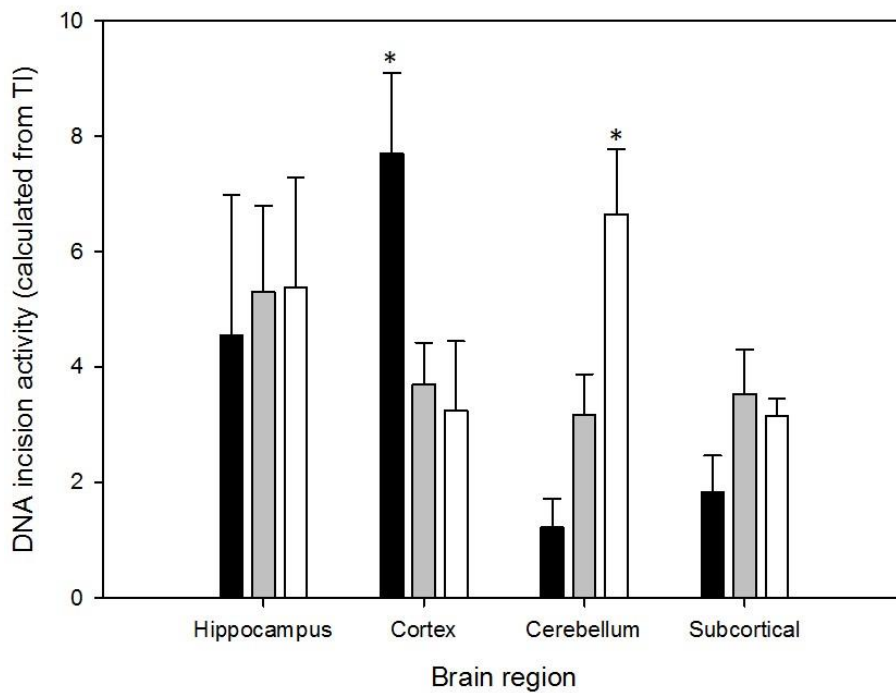 DNA incision activity (calculated from TI)
10
8
6
4
2
0
*
*
Hippocampus
Cortex
Cerebellum
Subcortical
Brain region